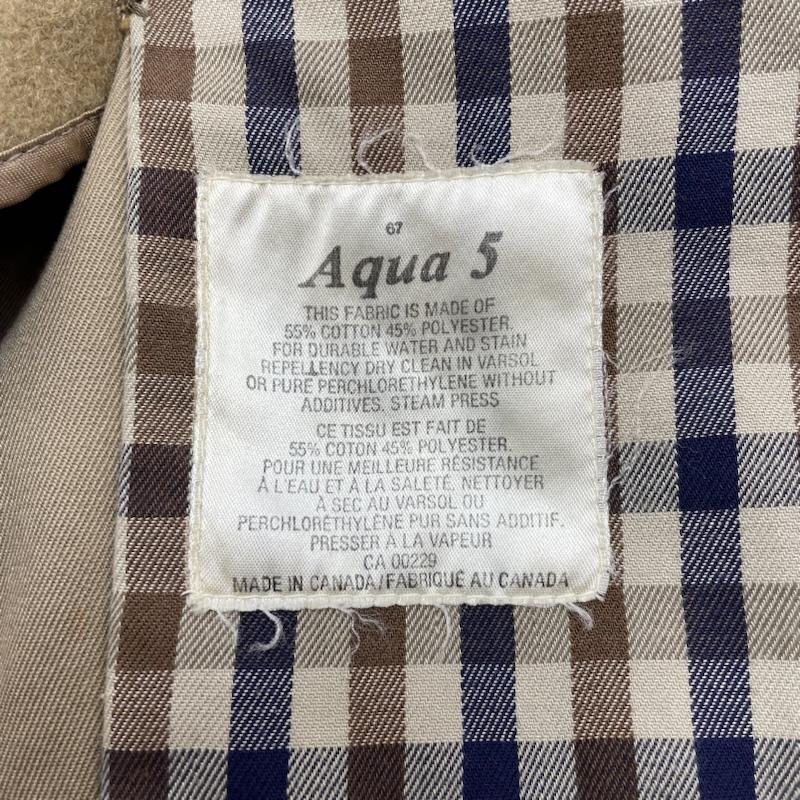 67
Aqua 5
THIS FABRIC IS MADE OF
55% COTTON 45% POLYESTER.
FOR DURABLE WATER AND STAIN
REPELLENCY DRY CLEAN IN VARSOL
OR PURE PERCHLORETHYLENE WITHOUT
ADDITIVES. STEAM PRESS
CE TISSU EST FAIT DE
55% COTON 45% POLYESTER.
POUR UNE MEILLEURE RÉSISTANCE
À L'EAU ET À LA SALETÉ, NETTOYER
À SEC AU VARSOL OU
PERCHLORÉTHYLÈNE PUR SANS ADDITIF.
PRESSER À LA VAPEUR
CA 00229
MADE IN CANADA/FABRIQUÉ AU CANADA